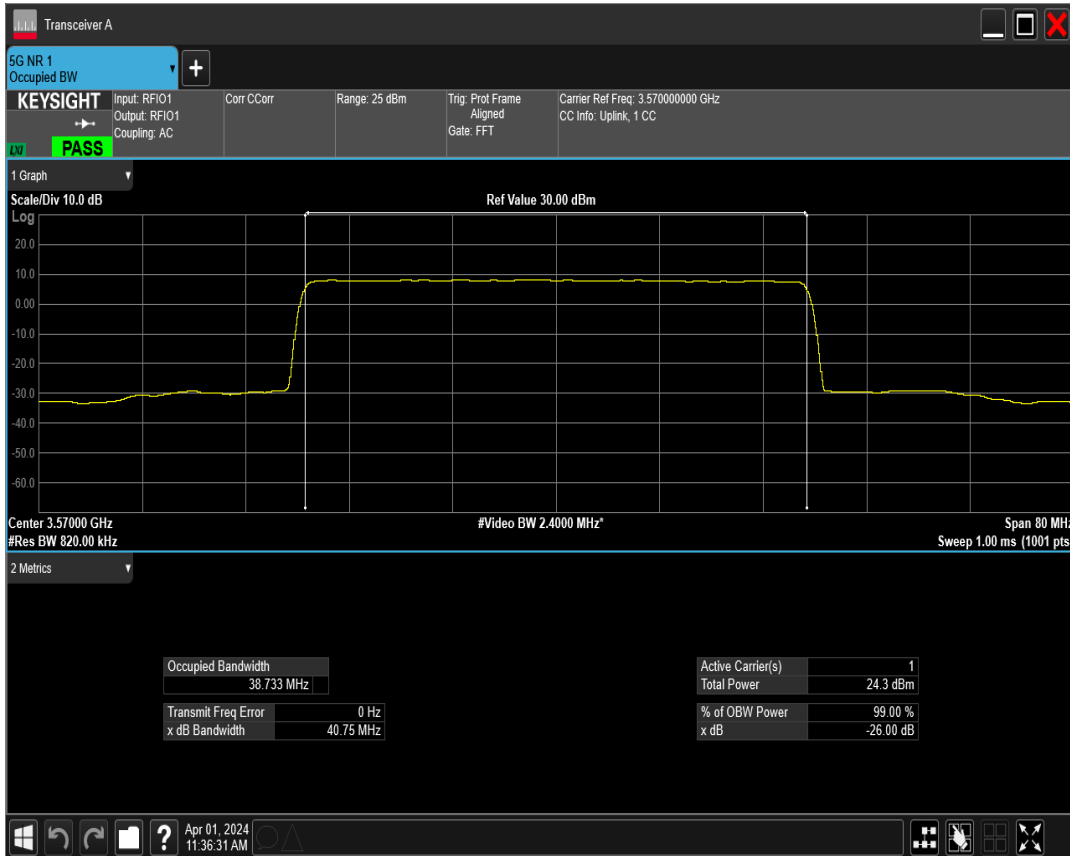 Transceiver A
5G NR 1
Occupied BW
+
KEYSIGHT
LXI
PASS
Input: RFIO1
Output: RFIO1
Coupling: AC
Corr CCorr
Range: 25 dBm
Trig: Prot Frame
Aligned
Gate: FFT
Carrier Ref Freq: 3.570000000 GHz
CC Info: Uplink, 1 CC
1 Graph
Scale/Div 10.0 dB
Ref Value 30.00 dBm
Log
20.0
10.0
0.00
-10.0
-20.0
-30.0
-40.0
-50.0
-60.0
Center 3.57000 GHz
#Video BW 2.4000 MHz*
Span 80 MHz
#Res BW 820.00 kHz
Sweep 1.00 ms (1001 pts
2 Metrics
Occupied Bandwidth
38.733 MHz
Transmit Freq Error 0 Hz
x dB Bandwidth 40.75 MHz
Active Carrier(s) 1
Total Power 24.3 dBm
% of OBW Power 99.00 %
x dB -26.00 dB
?
Apr 01, 2024
11:36:31 AM